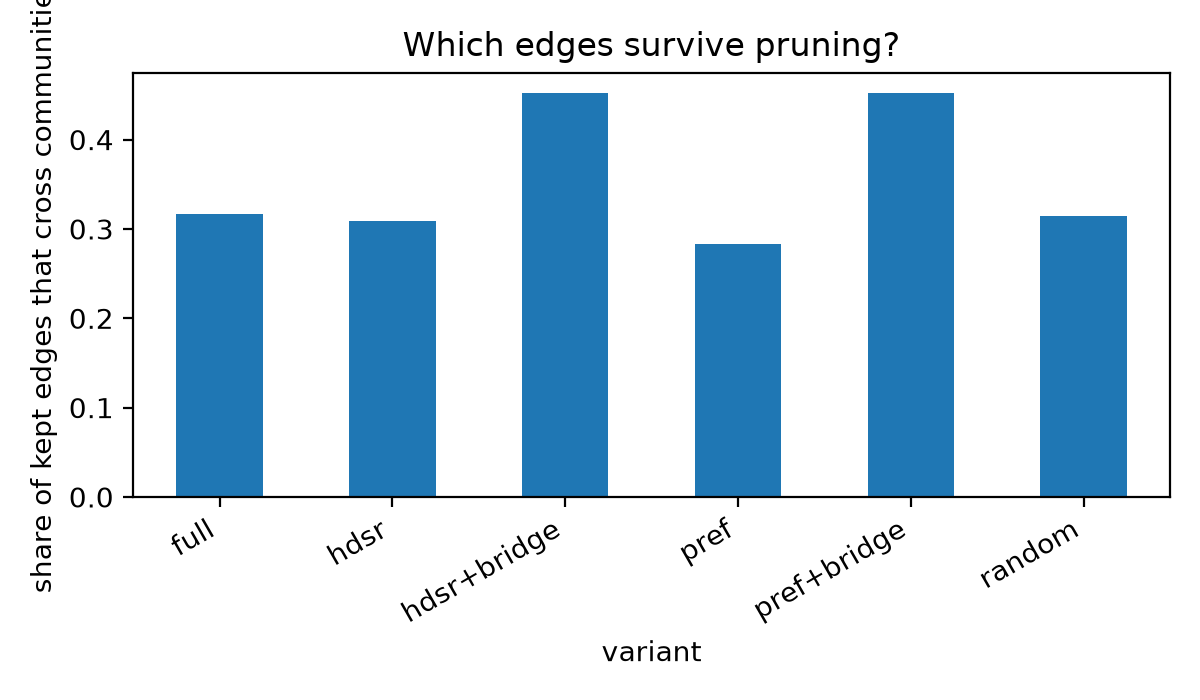 Which edges survive pruning?
share of kept edges that cross communitie
0.4
0.3
0.2
0.1
0.0
full
hdsr
hdsr+bridge
pref
pref+bridge
random
variant